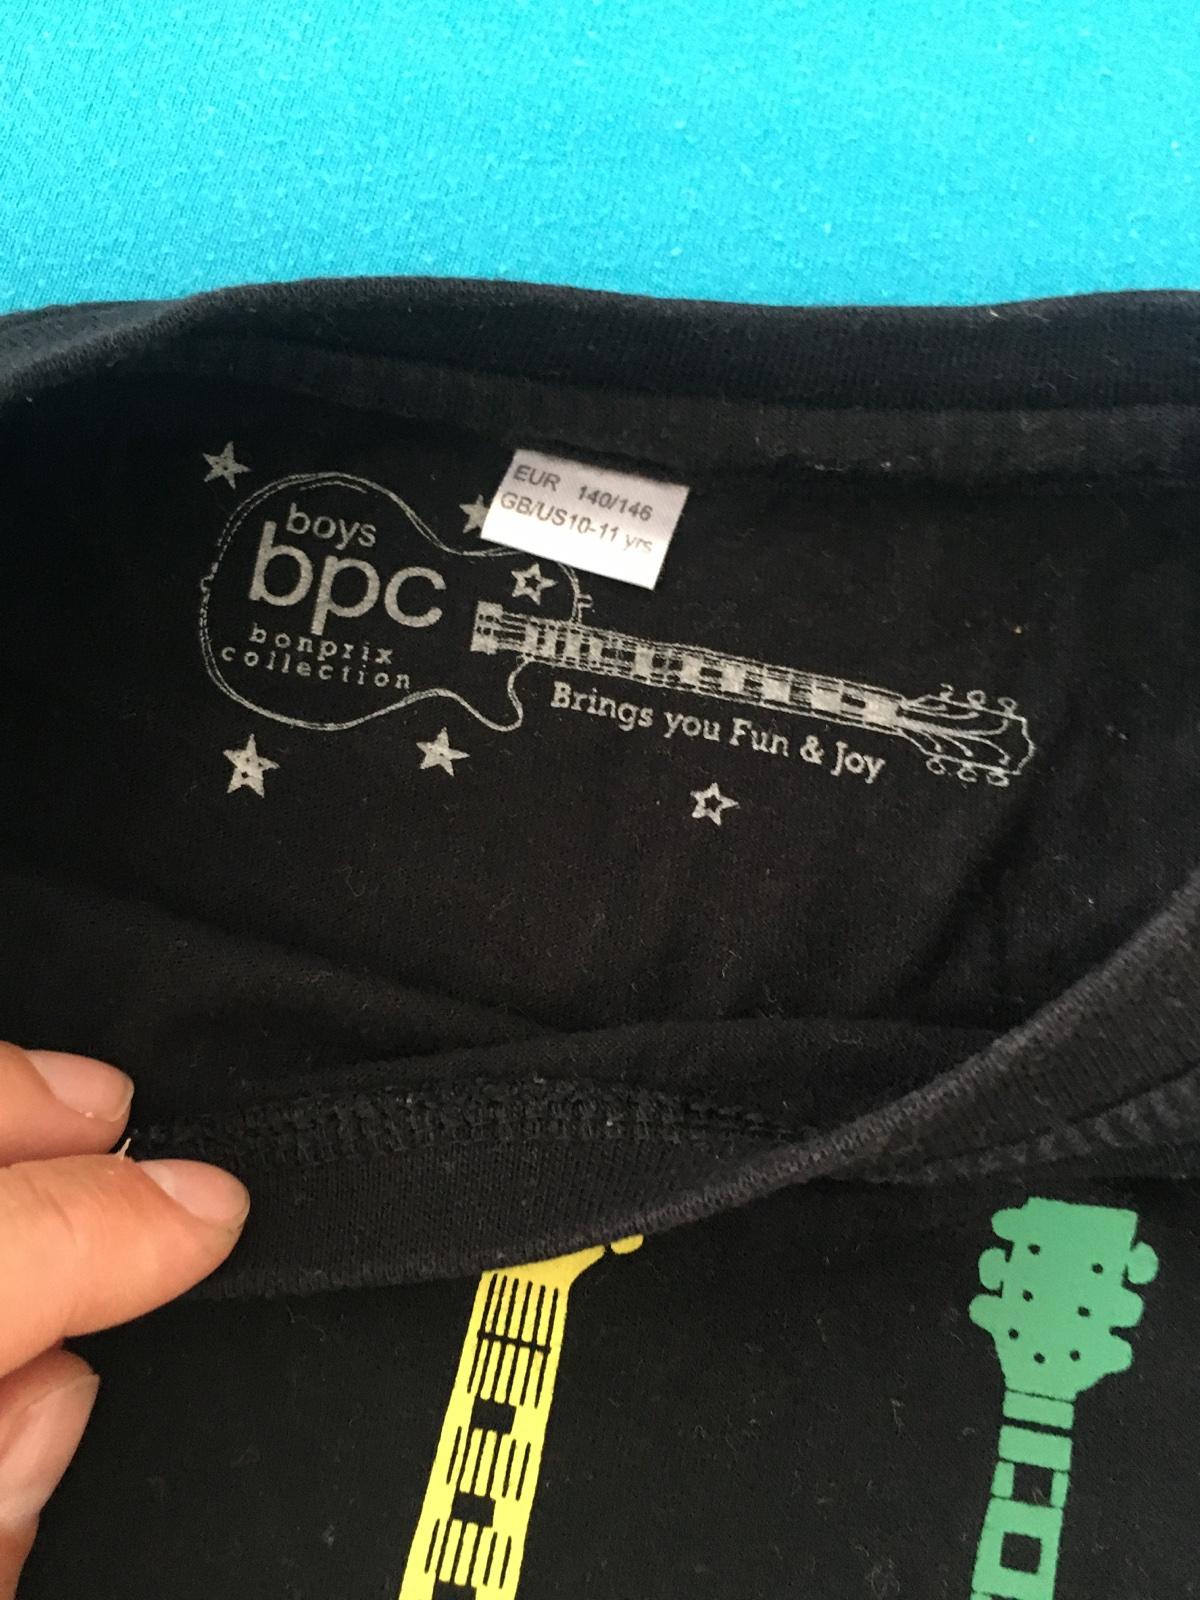 EUR 140/146
GB/US10-11 yrs
boys
bpc
bonprix
collection
Brings you Fun & Joy